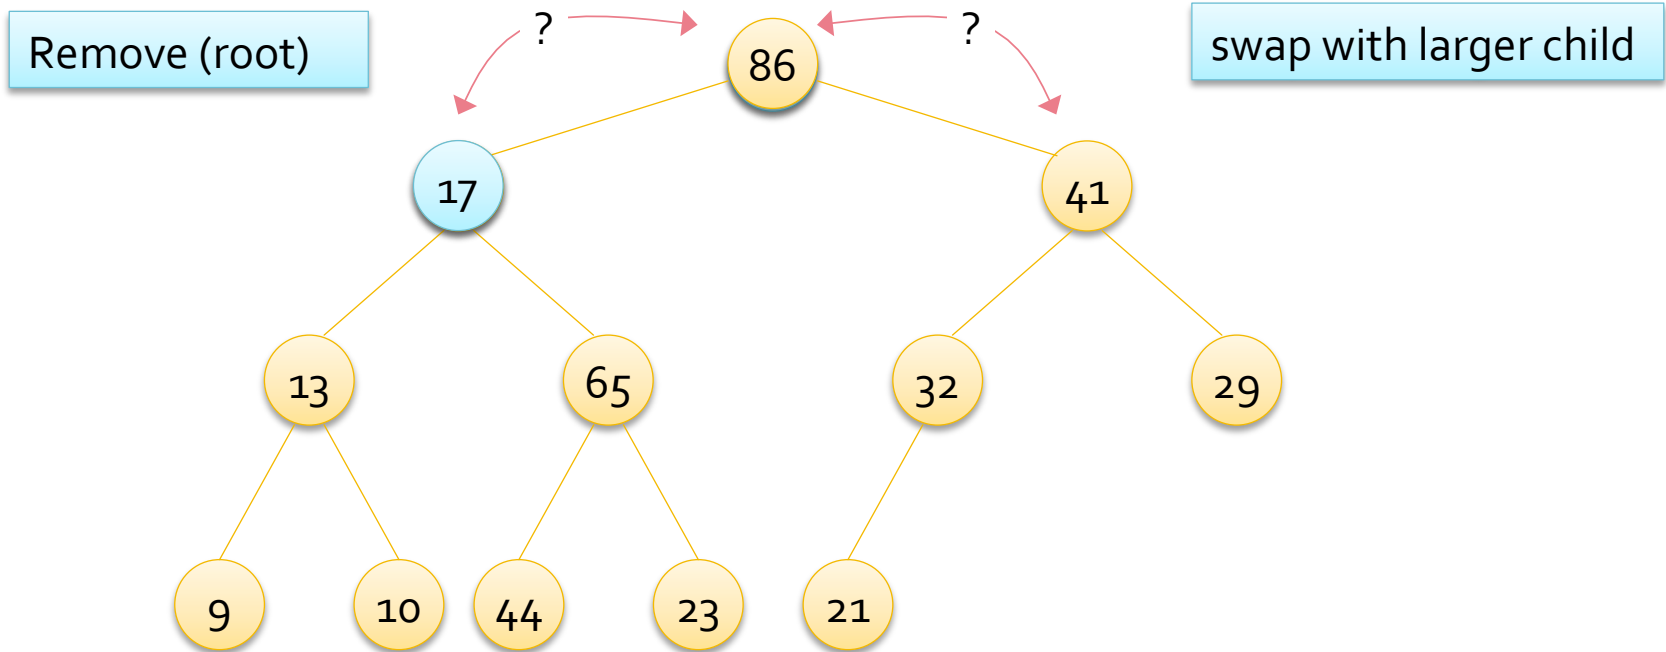 Remove (root)
? ?
swap with larger child
86
17 41
13 65 32 29
9 10 44 23 21